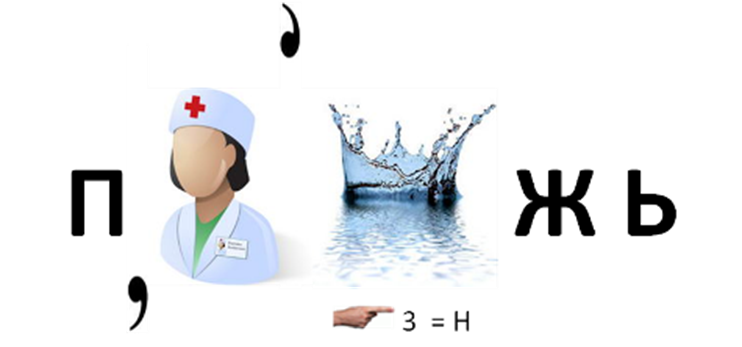 ,
П Ж Ь
,
3 = Н